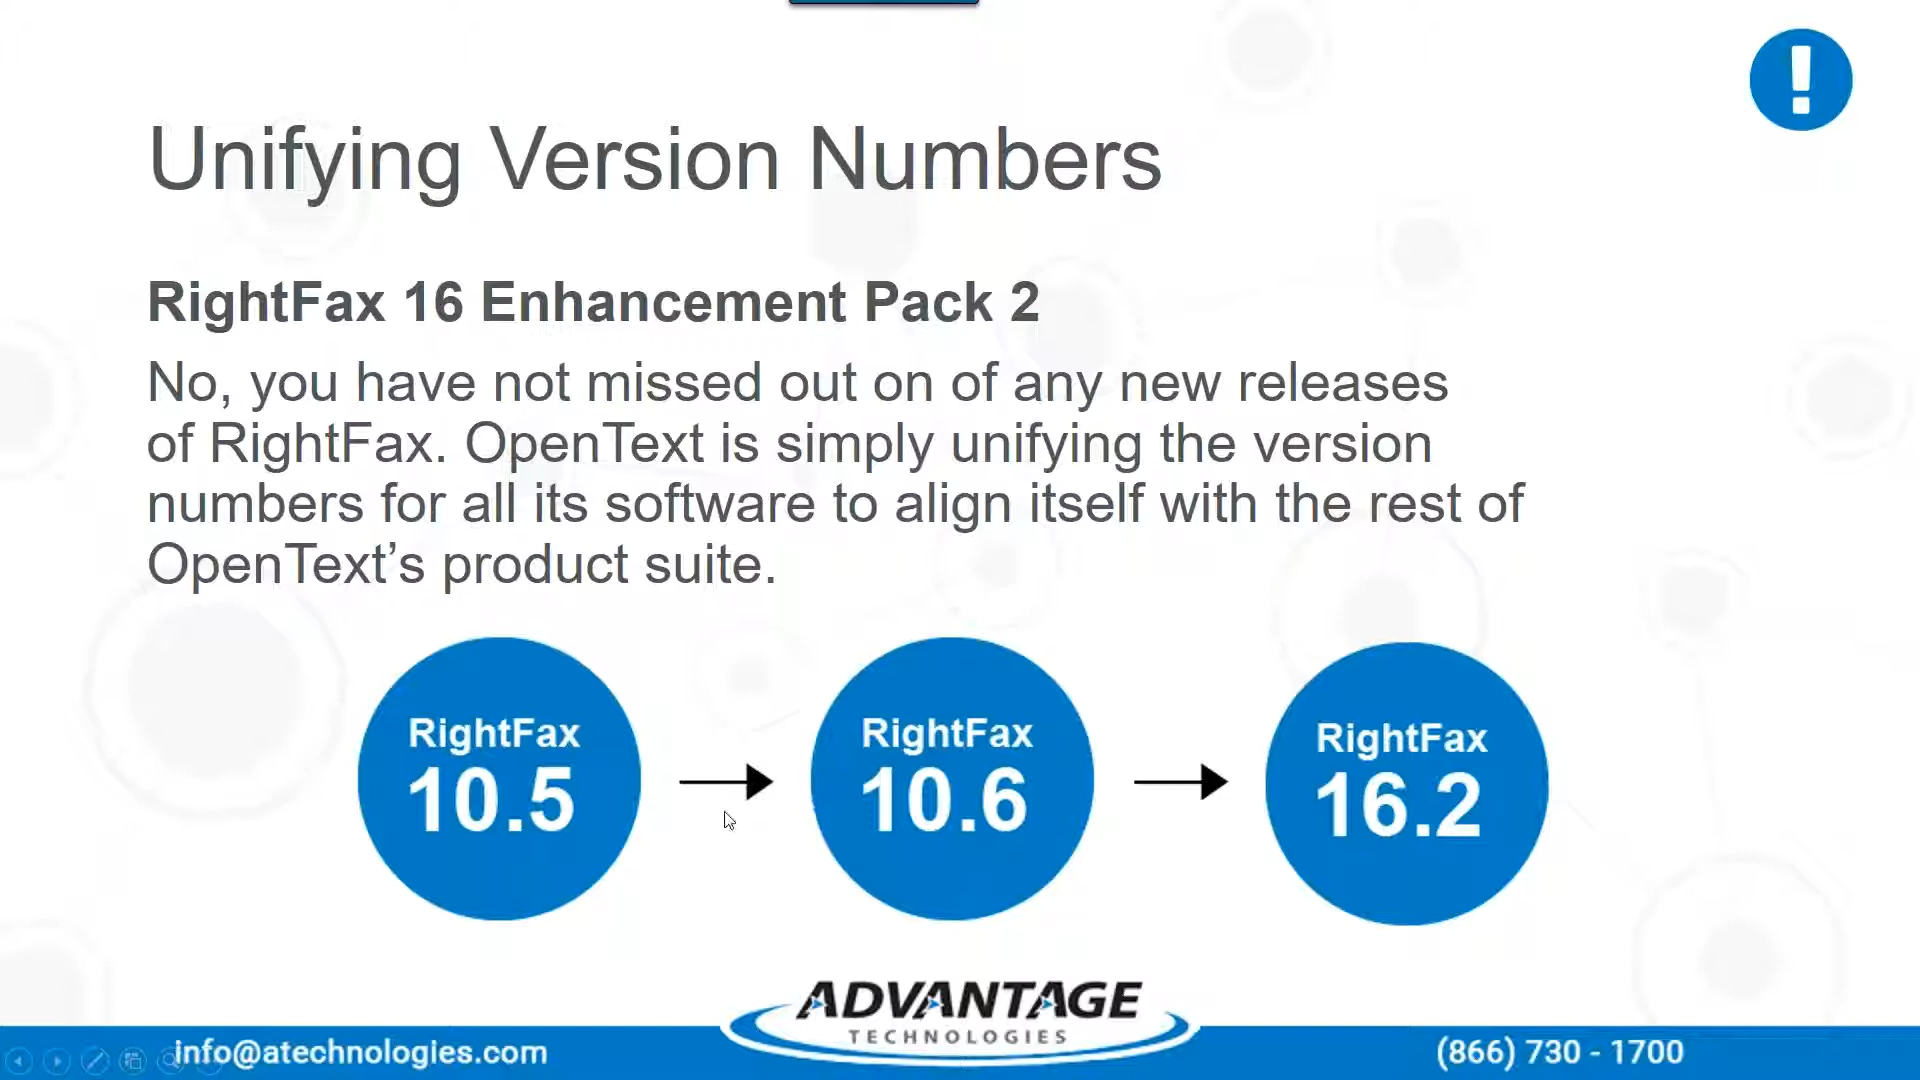 !
Unifying Version Numbers
RightFax 16 Enhancement Pack 2
No, you have not missed out on of any new releases
of RightFax. OpenText is simply unifying the version
numbers for all its software to align itself with the rest of
OpenText’s product suite.
RightFax
10.5
RightFax
10.6
RightFax
16.2
ADVANTAGE
TECHNOLOGIES
info@atechnologies.com
(866) 730 - 1700